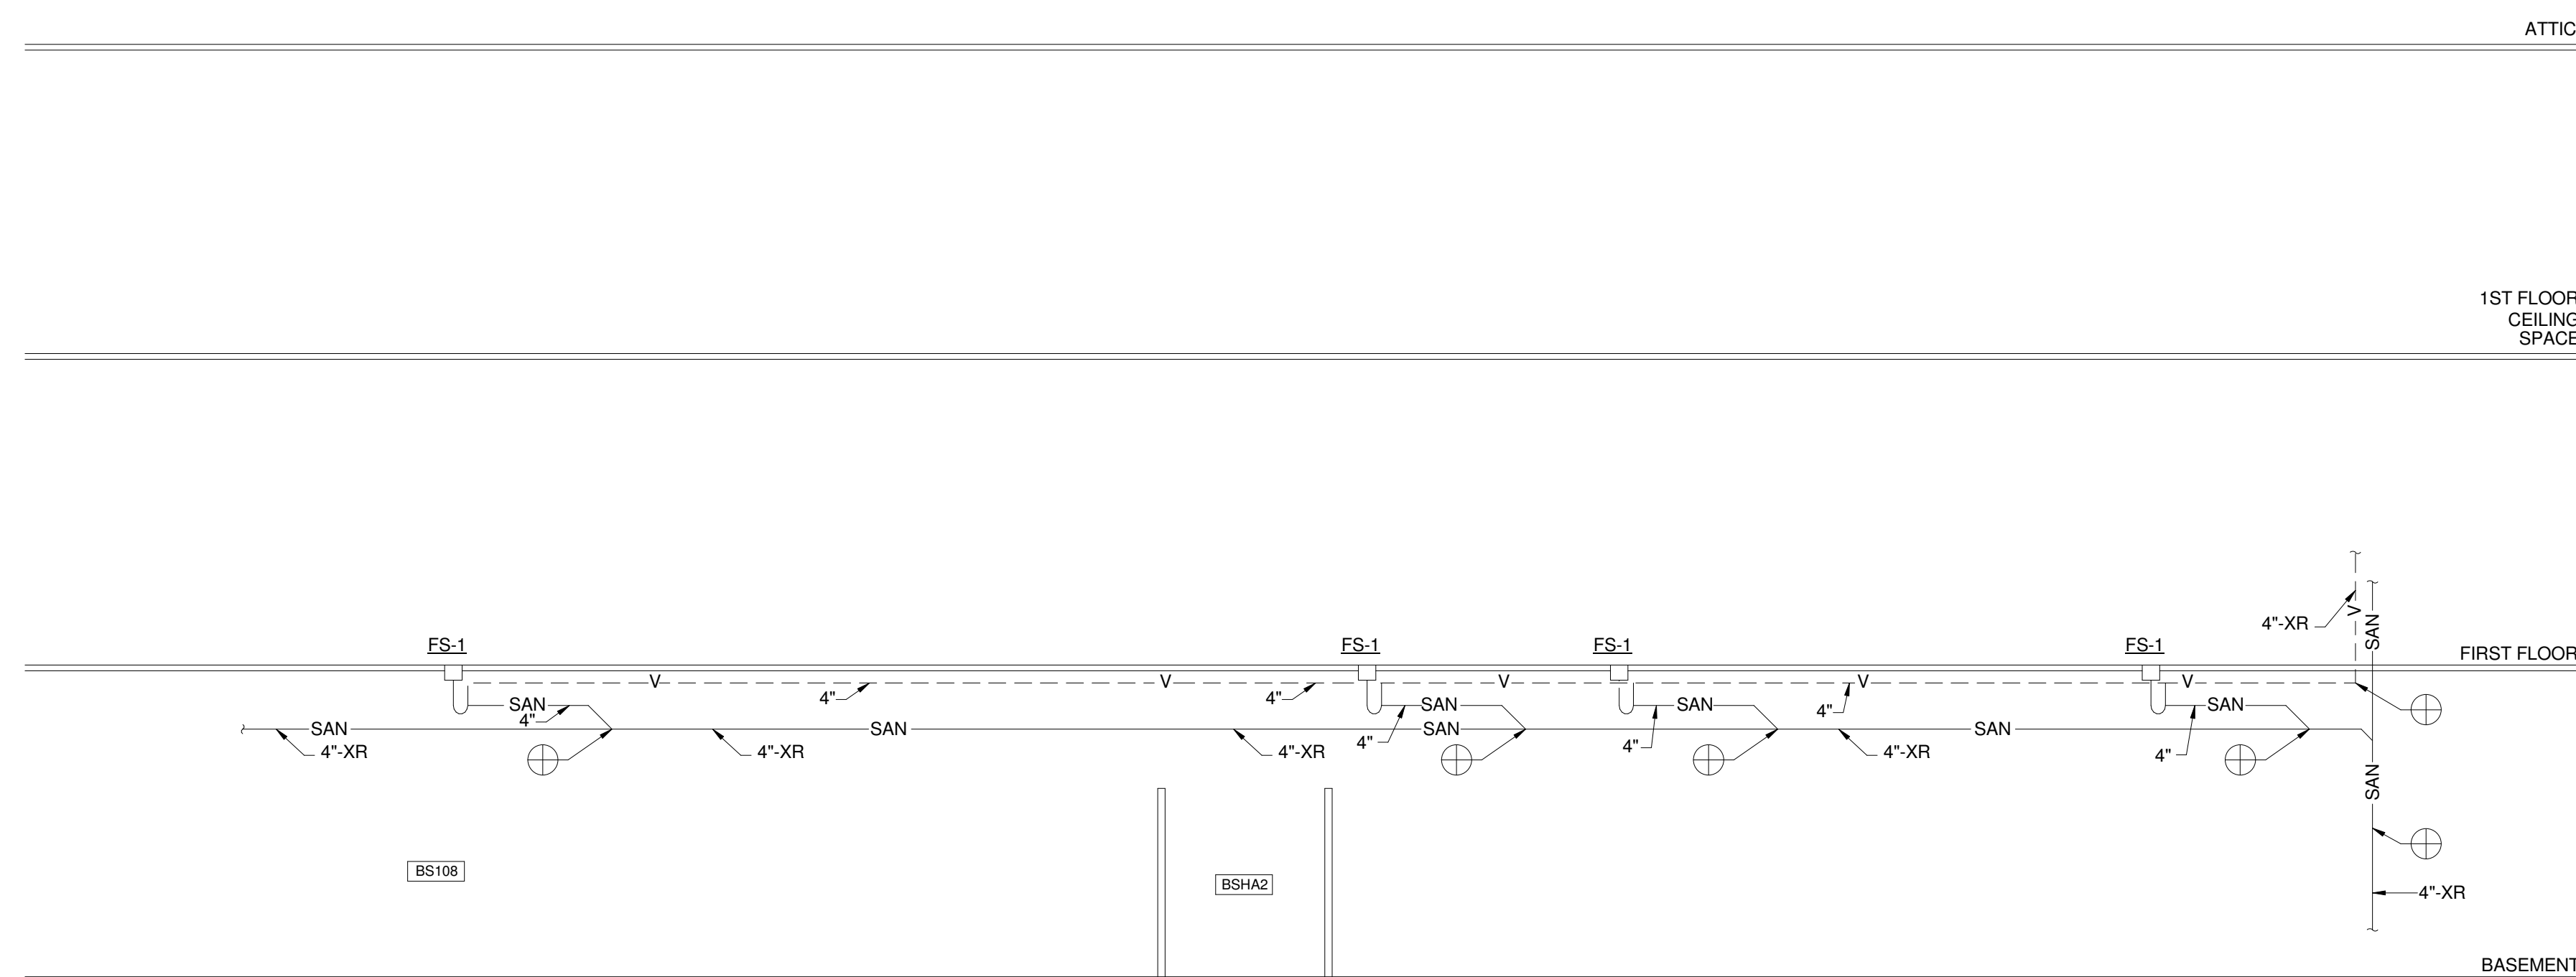 ATTIC
1ST FLOOR
CEILING
SPACE
4"-XR
V
SAN
FIRST FLOOR
FS-1
FS-1
FS-1
FS-1
V
4"
V
4"
V
V
4"
V
SAN
4"
SAN
4"
SAN
4"
SAN
4"
SAN
4"-XR
SAN
4"-XR
4"-XR
SAN
4"-XR
SAN
SAN
4"-XR
BS108
BSHA2
BASEMENT